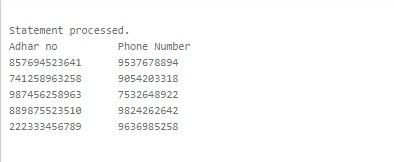 Statement processed.
Adhar no Phone Number
857694523641 9537678894
741258963258 9054203318
987456258963 7532648922
889875523510 9824262642
222333456789 9636985258